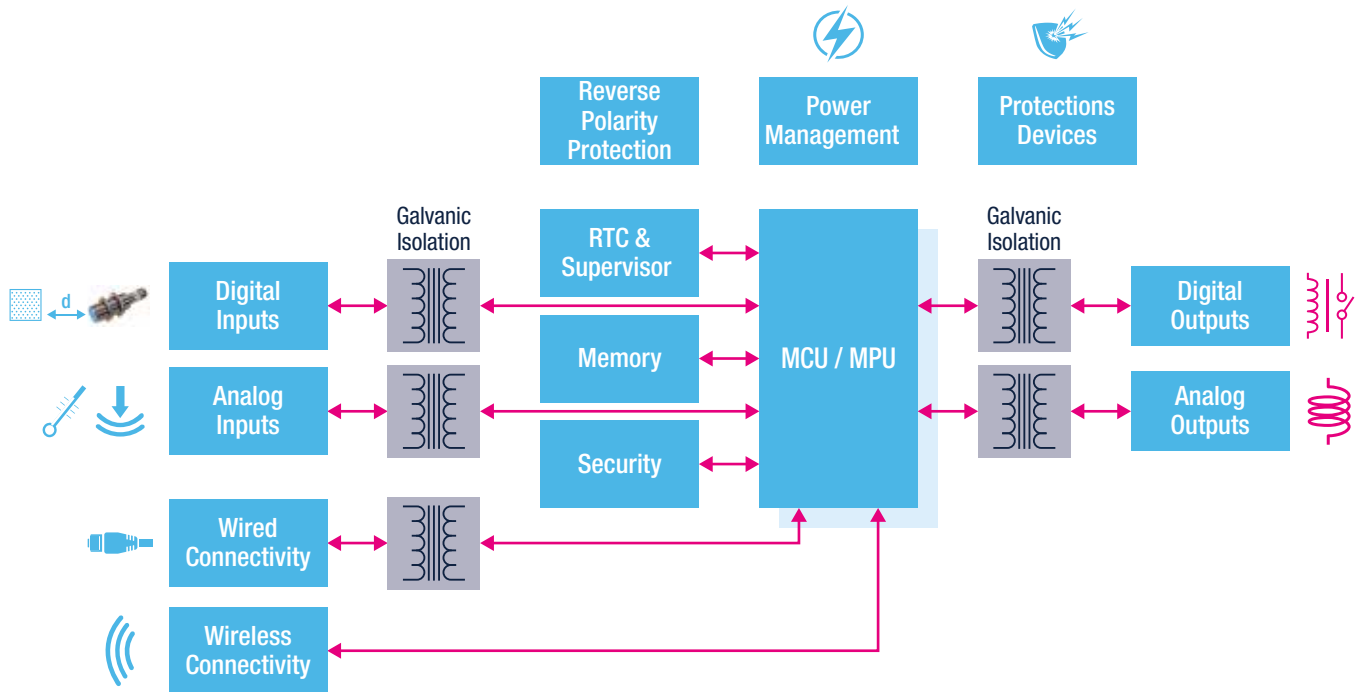 Reverse
Polarity
Protection
Power
Management
Protections
Devices
Galvanic
Isolation
RTC &
Supervisor
Galvanic
Isolation
d
Digital
Inputs
Digital
Outputs
Memory
MCU / MPU
Analog
Inputs
Analog
Outputs
Security
Wired
Connectivity
Wireless
Connectivity